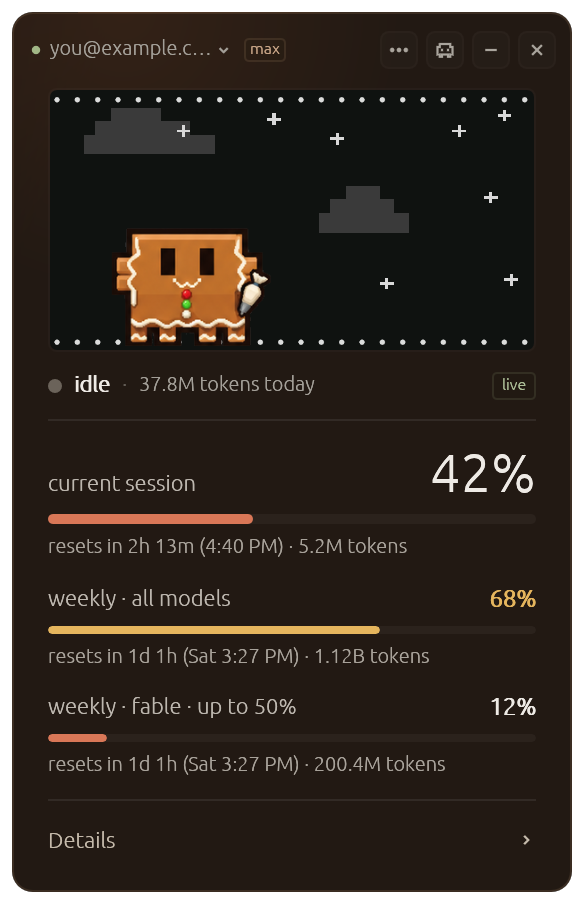 you@example.c...
max
idle · 37.8M tokens today
live
current session
42%
resets in 2h 13m (4:40 PM) · 5.2M tokens
weekly · all models
68%
resets in 1d 1h (Sat 3:27 PM) · 1.12B tokens
weekly · fable · up to 50%
12%
resets in 1d 1h (Sat 3:27 PM) · 200.4M tokens
Details